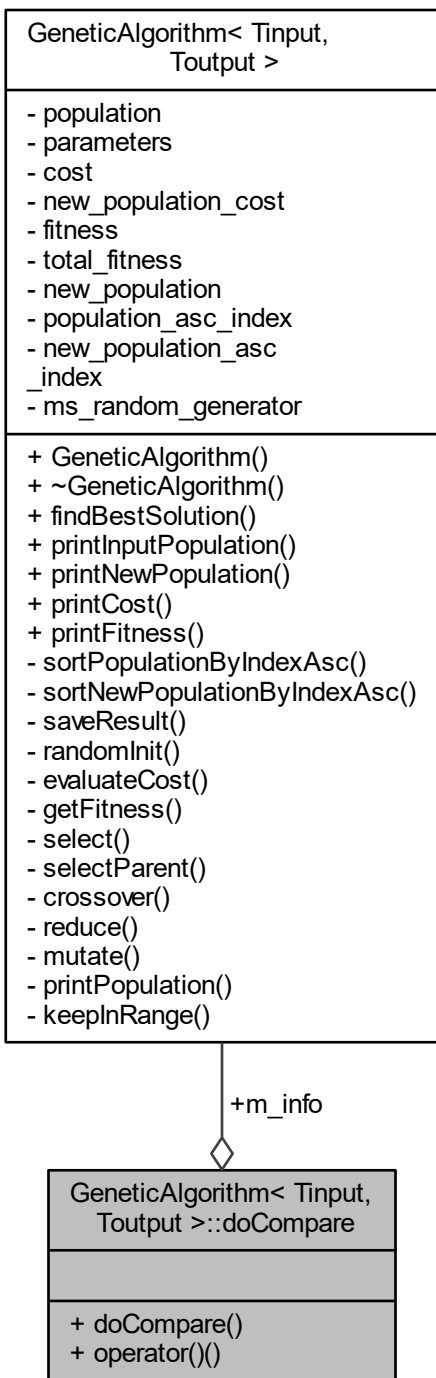 GeneticAlgorithm< Tinput,
Toutput >
- population
- parameters
- cost
- new_population_cost
- fitness
- total_fitness
- new_population
- population_asc_index
- new_population_asc
_index
- ms_random_generator
+ GeneticAlgorithm()
+ ~GeneticAlgorithm()
+ findBestSolution()
+ printInputPopulation()
+ printNewPopulation()
+ printCost()
+ printFitness()
- sortPopulationByIndexAsc()
- sortNewPopulationByIndexAsc()
- saveResult()
- randomInit()
- evaluateCost()
- getFitness()
- select()
- selectParent()
- crossover()
- reduce()
- mutate()
- printPopulation()
- keepInRange()
+m_info
GeneticAlgorithm< Tinput,
Toutput >::doCompare
+ doCompare()
+ operator()()